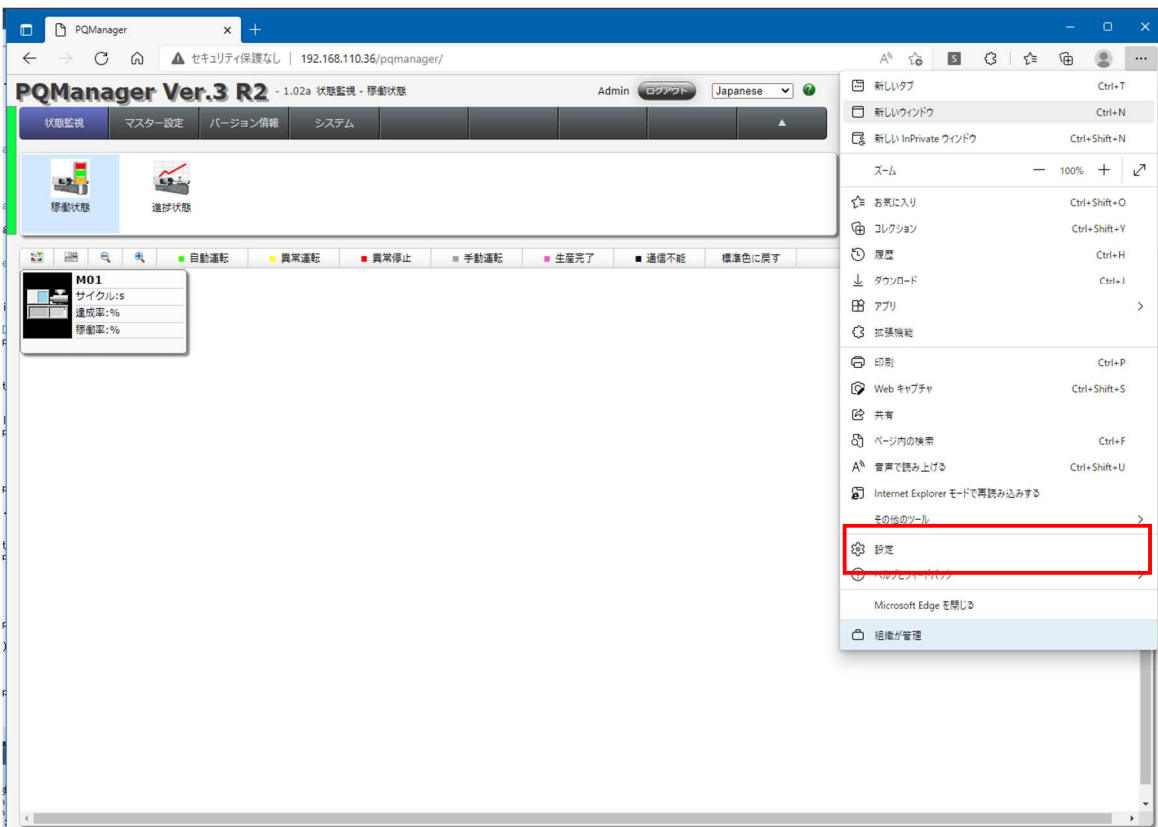 PQManager
セキュリティ保護なし | 192.168.110.36/pqmanager/
PQManager Ver.3 R2 - 1.02a 状態監視 - 稼働状態 Admin ログアウト Japanese
状態監視 マスター設定 バージョン情報 システム
稼働状態 進捗状態
自動運転 異常運転 異常停止 手動運転 生産完了 通信不能 標準色に戻す
M01
サイクル:s
達成率:%
稼働率:%
新しいタブ Ctrl+T
新しいウィンドウ Ctrl+N
新しい InPrivate ウィンドウ Ctrl+Shift+N
ズーム 100%
お気に入り Ctrl+Shift+O
コレクション Ctrl+Shift+Y
履歴 Ctrl+H
ダウンロード Ctrl+J
アプリ
拡張機能
印刷 Ctrl+P
Web キャプチャ Ctrl+Shift+S
共有
ページ内の検索 Ctrl+F
音声で読み上げる Ctrl+Shift+U
Internet Explorer モードで再読み込みする
その他のツール
設定
ヘルプとフィードバック
Microsoft Edge を閉じる
組織が管理